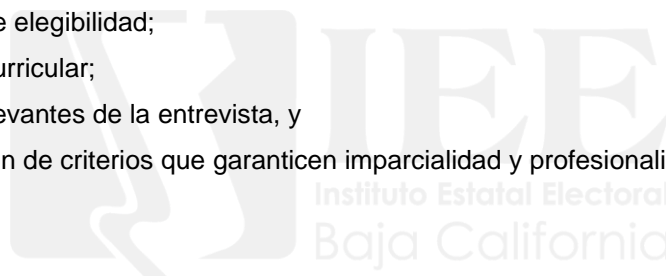 e elegibilidad;
urricular;
evantes de la entrevista, y
n de criterios que garanticen imparcialidad y profesionali
IEE
Instituto Estatal Electoral
Baja California